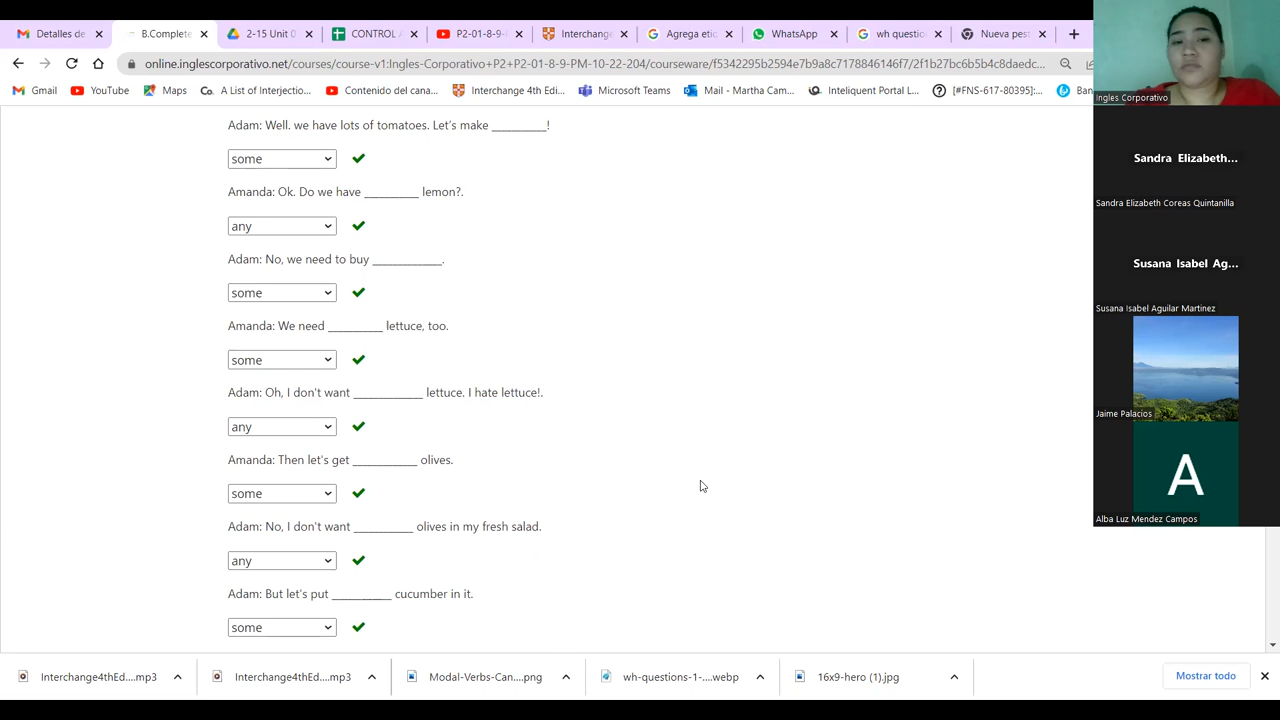 Detalles de
B.Complete
2-15 Unit 0
CONTROL
P2-01-8-9-
Interchange
Agrega etic
WhatsApp
wh questio
Nueva pest
online.inglescorporativo.net/courses/course-v1:Ingles-Corporativo+P2+P2-01-8-9-PM-10-22-204/courseware/f5342295b2594e7b9a8c7178846146f7/2f1b27bc6b5b4c8daedc...
Gmail
YouTube
Maps
A List of Interjectio...
Contenido del cana...
Interchange 4th Edi...
Microsoft Teams
Mail - Martha Cam...
Inteliquent Portal L...
[#FNS-617-80395]:...
Ban
Adam: Well. we have lots of tomatoes. Let's make __________!
some
Amanda: Ok. Do we have __________ lemon?.
any
Adam: No, we need to buy _____________.
some
Amanda: We need __________ lettuce, too.
some
Adam: Oh, I don't want _____________ lettuce. I hate lettuce!.
any
Amanda: Then let's get ____________ olives.
some
Adam: No, I don't want ___________ olives in my fresh salad.
any
Adam: But let's put ___________ cucumber in it.
some
Ingles Corporativo
Sandra Elizabeth...
Sandra Elizabeth Coreas Quintanilla
Susana Isabel Ag...
Susana Isabel Aguilar Martinez
Jaime Palacios
A
Alba Luz Mendez Campos
Interchange4thEd....mp3
Interchange4thEd....mp3
Modal-Verbs-Can....png
wh-questions-1-....webp
16x9-hero (1).jpg
Mostrar todo